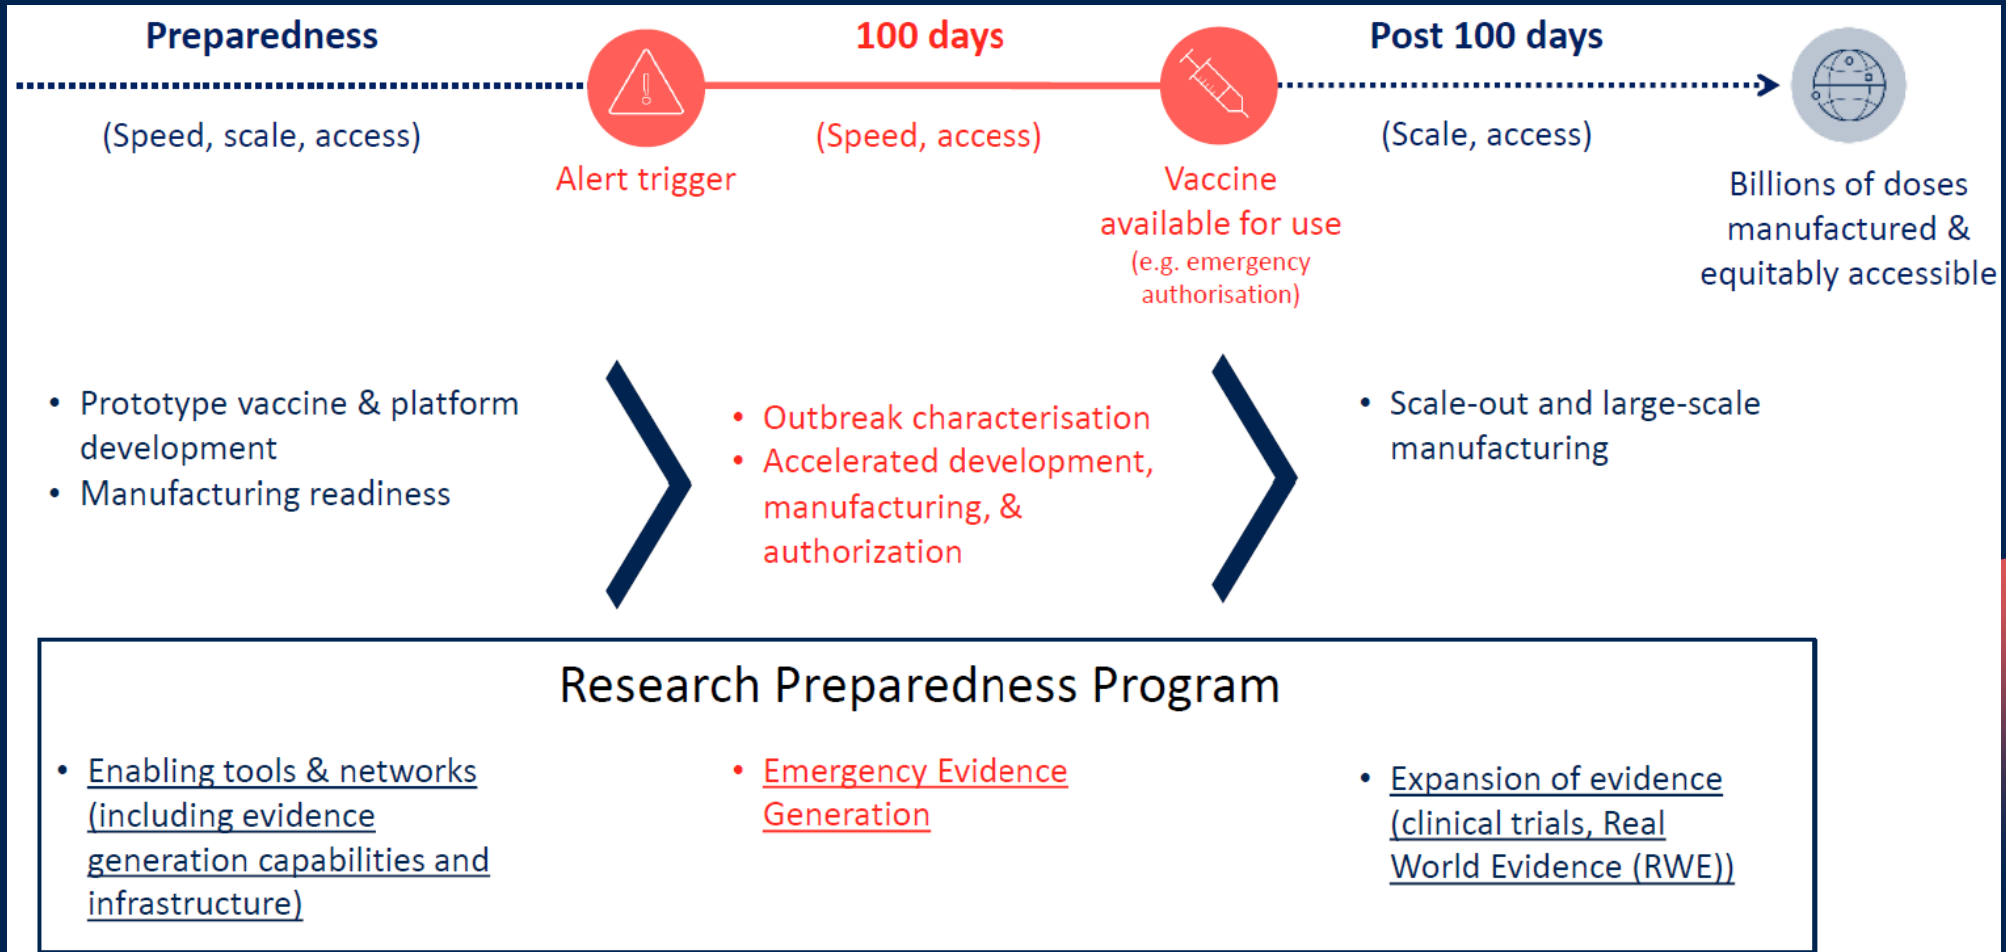 Preparedness
100 days
Post 100 days
(Speed, scale, access)
(Speed, access)
(Scale, access)
Alert trigger
Vaccine
available for use
(e.g. emergency
authorisation)
Billions of doses
manufactured &
equitably accessible
• Prototype vaccine & platform
development
• Manufacturing readiness
• Outbreak characterisation
• Accelerated development,
manufacturing, &
authorization
• Scale-out and large-scale
manufacturing
Research Preparedness Program
• Enabling tools & networks
(including evidence
generation capabilities and
infrastructure)
• Emergency Evidence
Generation
• Expansion of evidence
(clinical trials, Real
World Evidence (RWE))